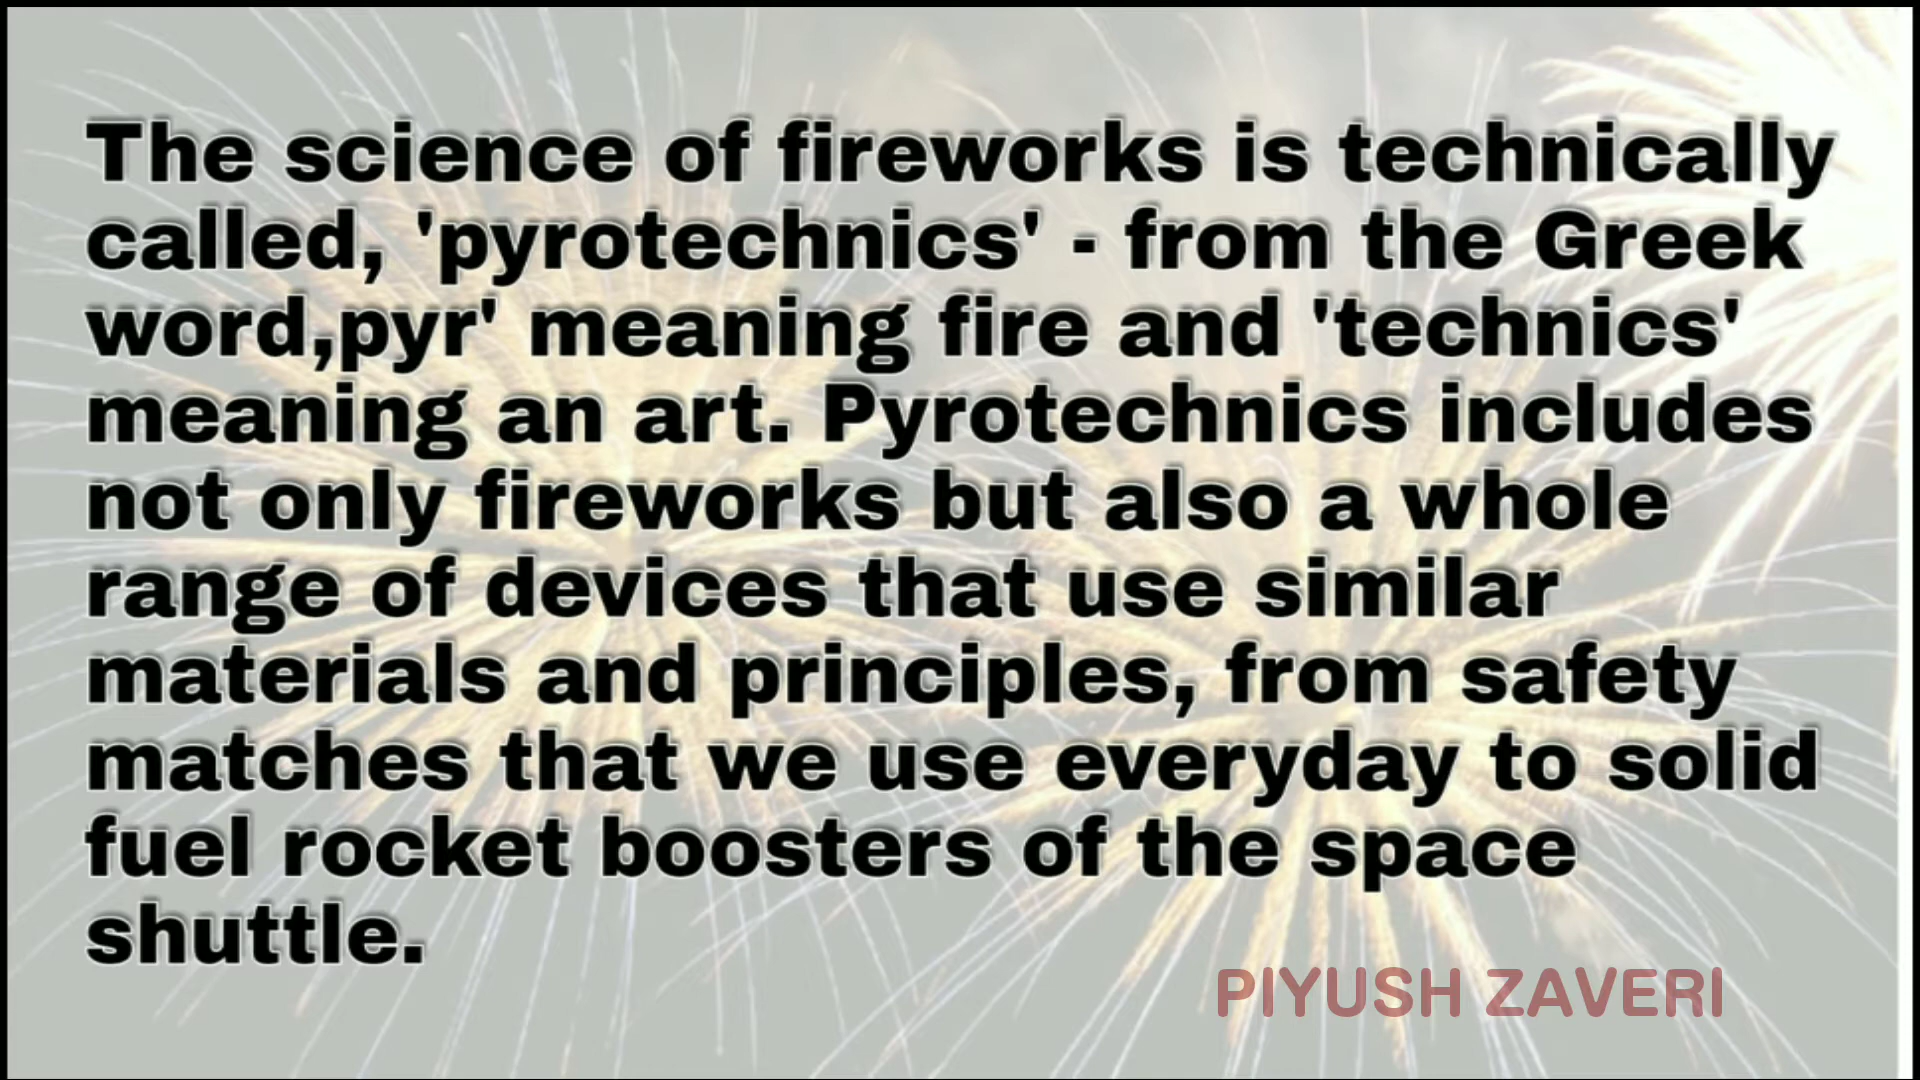 The science of fireworks is technically
called, 'pyrotechnics' - from the Greek
word,pyr' meaning fire and 'technics'
meaning an art. Pyrotechnics includes
not only fireworks but also a whole
range of devices that use similar
materials and principles, from safety
matches that we use everyday to solid
fuel rocket boosters of the space
shuttle.
PIYUSH ZAVERI